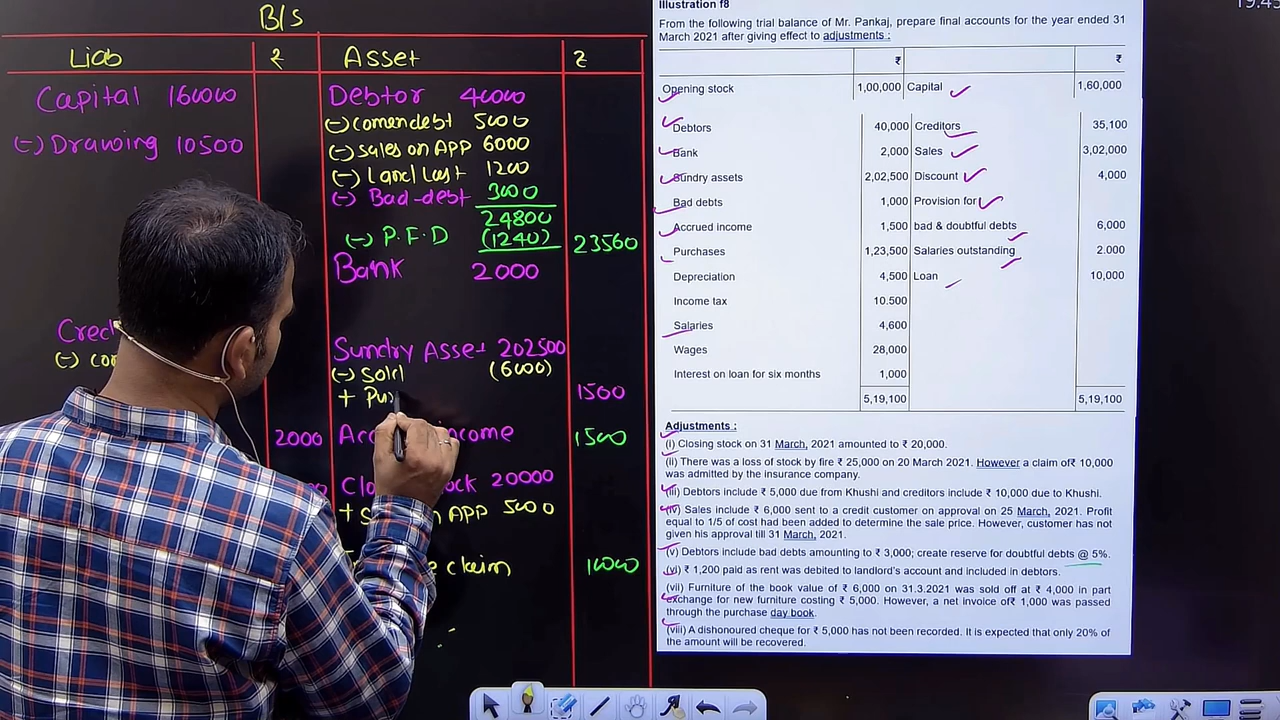 B/s
Liab ₹ Asset ₹
Capital 160000
(-) Drawing 10500
2000
Debtor 40000
(-) comendebt 5000
(-) sales on App 6000
(-) Land Last 1200
(-) Bad-debt 3000
24800
(-) P.F.D (1240) 23560
Bank 2000
Sundry Asset 202500
(-) Sold (6000)
+ Pu
1500
income 1500
20000
App 5000
claim 10000
Illustration f8
From the following trial balance of Mr. Pankaj, prepare final accounts for the year ended 31
March 2021 after giving effect to adjustments :
₹ ₹
Opening stock 1,00,000 Capital 1,60,000
Debtors 40,000 Creditors 35,100
Bank 2,000 Sales 3,02,000
Sundry assets 2,02,500 Discount 4,000
Bad debts 1,000 Provision for
Accrued income 1,500 bad & doubtful debts 6,000
Purchases 1,23,500 Salaries outstanding 2.000
Depreciation 4,500 Loan 10,000
Income tax 10.500
Salaries 4,600
Wages 28,000
Interest on loan for six months 1,000
5,19,100 5,19,100
Adjustments :
(i) Closing stock on 31 March, 2021 amounted to ₹ 20,000.
(ii) There was a loss of stock by fire ₹ 25,000 on 20 March 2021. However a claim of₹ 10,000
was admitted by the insurance company.
(iii) Debtors include ₹ 5,000 due from Khushi and creditors include ₹ 10,000 due to Khushi.
(iv) Sales include ₹ 6,000 sent to a credit customer on approval on 25 March, 2021. Profit
equal to 1/5 of cost had been added to determine the sale price. However, customer has not
given his approval till 31 March, 2021.
(v) Debtors include bad debts amounting to ₹ 3,000; create reserve for doubtful debts @ 5%.
(vi) ₹ 1,200 paid as rent was debited to landlord's account and included in debtors.
(vii) Furniture of the book value of ₹ 6,000 on 31.3.2021 was sold off at ₹ 4,000 in part
exchange for new furniture costing ₹ 5,000. However, a net invoice of₹ 1,000 was passed
through the purchase day book.
(viii) A dishonoured cheque for ₹ 5,000 has not been recorded. It is expected that only 20% of
the amount will be recovered.